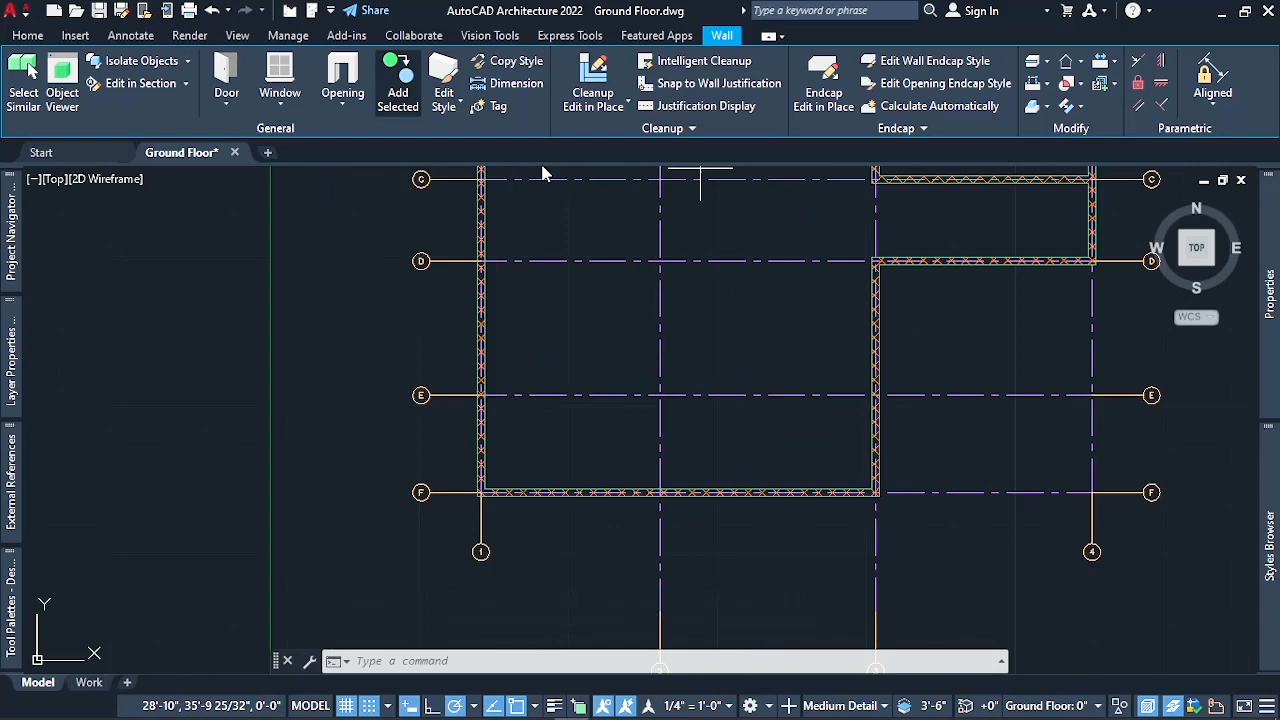 Share
AutoCAD Architecture 2022 Ground Floor.dwg
Type a keyword or phrase
Sign In
Home Insert Annotate Render View Manage Add-ins Collaborate Vision Tools Express Tools Featured Apps Wall
Select Similar
Object Viewer
Isolate Objects
Edit in Section
Door
Window
Opening
Add Selected
Edit Style
Copy Style
Dimension
Tag
General
Cleanup Edit in Place
Intelligent Cleanup
Snap to Wall Justification
Justification Display
Cleanup
Endcap Edit in Place
Edit Wall Endcap Style
Edit Opening Endcap Style
Calculate Automatically
Endcap
Modify
Aligned
Parametric
Start Ground Floor*
[−][Top][2D Wireframe]
Project Navigator
Layer Properties ...
External References
Tool Palettes - Des...
C C
D D
E E
F F
1 4
N
W TOP E
S
WCS
Properties
Styles Browser
Y
X
Type a command
Model Work
28'-10", 35'-9 25/32", 0'-0" MODEL 1/4" = 1'-0" Medium Detail 3'-6" +0" Ground Floor: 0"